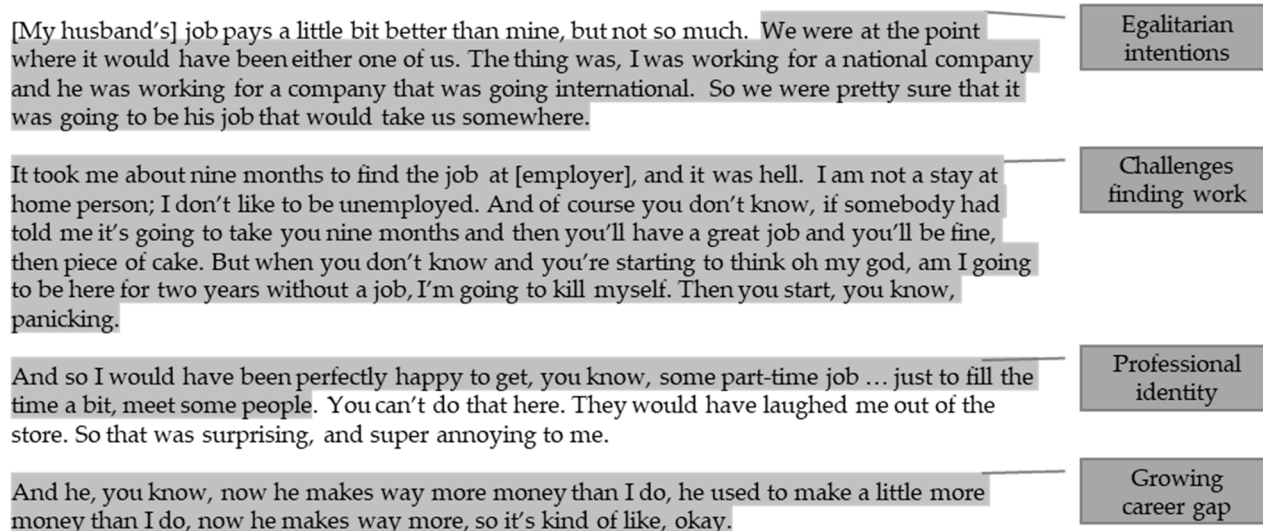 [My husband's] job pays a little bit better than mine, but not so much. We were at the point
where it would have been either one of us. The thing was, I was working for a national company
and he was working for a company that was going international. So we were pretty sure that it
was going to be his job that would take us somewhere.
Egalitarian
intentions
It took me about nine months to find the job at [employer], and it was hell. I am not a stay at
home person; I don't like to be unemployed. And of course you don't know, if somebody had
told me it's going to take you nine months and then you'll have a great job and you'll be fine,
then piece of cake. But when you don't know and you're starting to think oh my god, am I going
to be here for two years without a job, I'm going to kill myself. Then you start, you know,
panicking.
Challenges
finding work
And so I would have been perfectly happy to get, you know, some part-time job … just to fill the
time a bit, meet some people. You can't do that here. They would have laughed me out of the
store. So that was surprising, and super annoying to me.
Professional
identity
And he, you know, now he makes way more money than I do, he used to make a little more
money than I do, now he makes way more, so it's kind of like, okay.
Growing
career gap